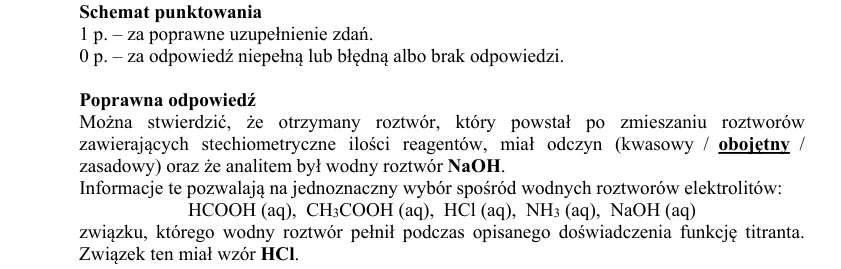 Schemat punktowania
1 p. – za poprawne uzupełnienie zdań.
0 p. – za odpowiedź niepełną lub błędną albo brak odpowiedzi.
Poprawna odpowiedź
Można stwierdzić, że otrzymany roztwór, który powstał po zmieszaniu roztworów
zawierających stechiometryczne ilości reagentów, miał odczyn (kwasowy / obojętny /
zasadowy) oraz że analitem był wodny roztwór NaOH.
Informacje te pozwalają na jednoznaczny wybór spośród wodnych roztworów elektrolitów:
HCOOH (aq), CH₃COOH (aq), HCl (aq), NH₃ (aq), NaOH (aq)
związku, którego wodny roztwór pełnił podczas opisanego doświadczenia funkcję titranta.
Związek ten miał wzór HCl.